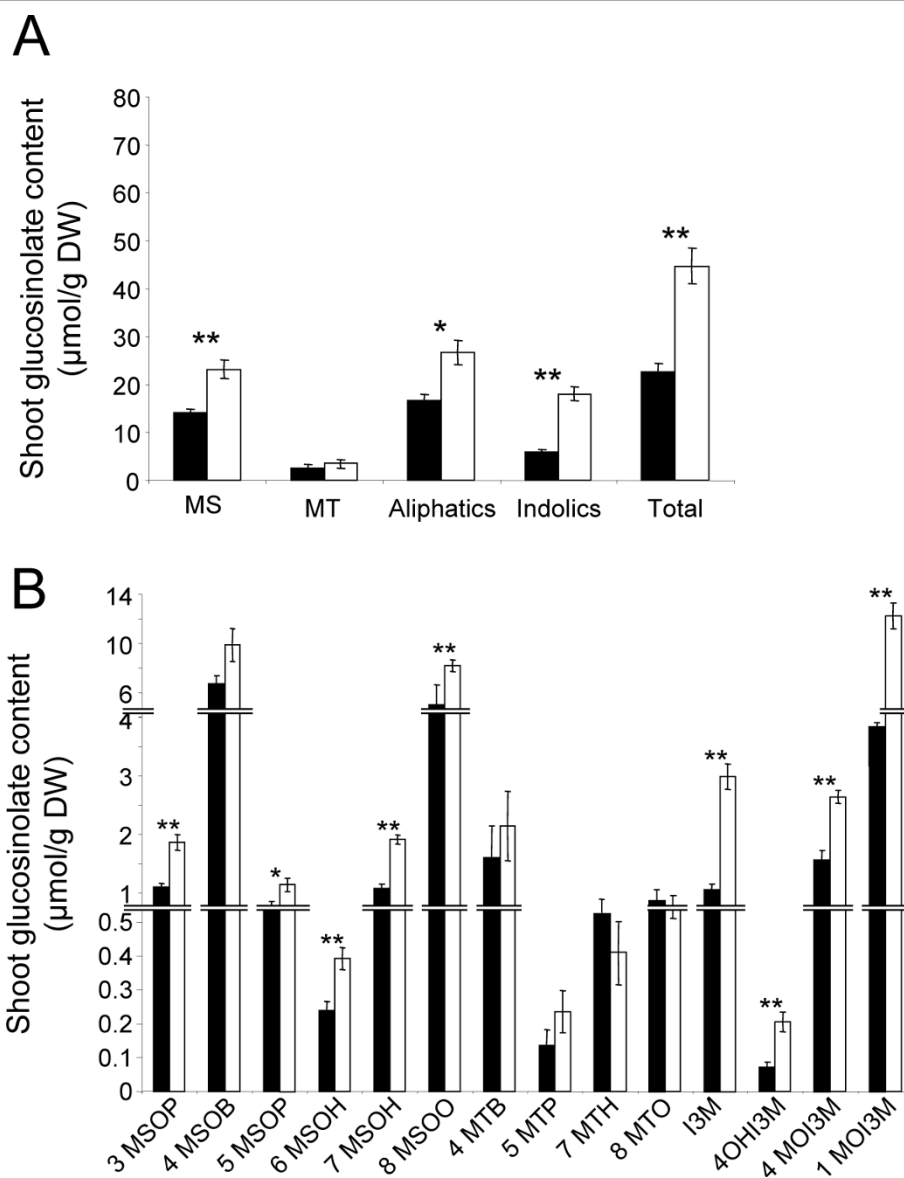 A
Shoot glucosinolate content
(µmol/g DW)
80
70
60
50
40
30
20
10
0
**
*
**
**
MS MT Aliphatics Indolics Total
B
Shoot glucosinolate content
(µmol/g DW)
14
10
6
4
3
2
1
0.5
0.4
0.3
0.2
0.1
0
**
*
**
**
**
**
**
**
**
3 MSOP
4 MSOB
5 MSOP
6 MSOH
7 MSOH
8 MSOO
4 MTB
5 MTP
7 MTH
8 MTO
I3M
4OHI3M
4 MOI3M
1 MOI3M